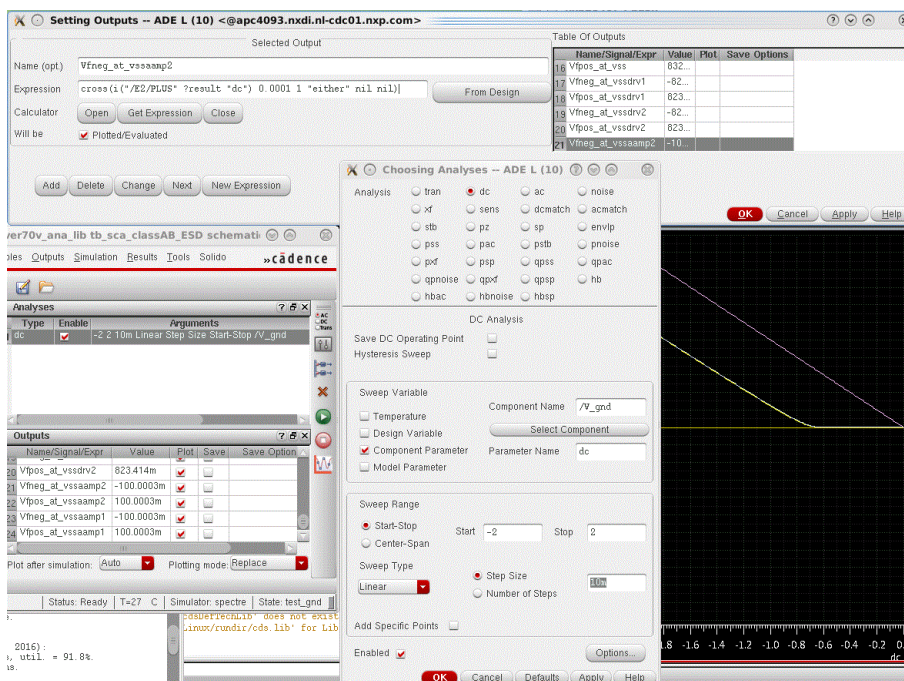 Setting Outputs -- ADE L (10) <@apc4093.nxdi.nl-cdc01.nxp.com>
Selected Output
Name (opt.) Vfneg_at_vssaamp2
Expression cross(i("/E2/PLUS" ?result "dc") 0.0001 1 "either" nil nil)
From Design
Calculator Open Get Expression Close
Will be Plotted/Evaluated
Add Delete Change Next New Expression
Table Of Outputs
Name/Signal/Expr Value Plot Save Options
16 Vfpos_at_vss 832...
17 Vfneg_at_vssdrv1 -82...
18 Vfpos_at_vssdrv1 823...
19 Vfneg_at_vssdrv2 -82...
20 Vfpos_at_vssdrv2 823...
21 Vfneg_at_vssaamp2 -10...
OK Cancel Apply Help
Choosing Analyses -- ADE L (10)
Analysis tran dc ac noise
xf sens dcmatch acmatch
stb pz sp envlp
pss pac pstb pnoise
pxf psp qpss qpac
qpnoise qpxf qpsp hb
hbac hbnoise hbsp
DC Analysis
Save DC Operating Point
Hysteresis Sweep
Sweep Variable
Temperature
Design Variable
Component Parameter
Model Parameter
Component Name /V_gnd
Select Component
Parameter Name dc
Sweep Range
Start-Stop
Center-Span
Start -2 Stop 2
Sweep Type
Linear
Step Size
Number of Steps
10m
Add Specific Points
Enabled
Options...
OK Cancel Defaults Apply Help
ver70v_ana_lib tb_sca_classAB_ESD schemati
bles Outputs Simulation Results Tools Solido
cādence
Analyses
Type Enable Arguments
dc -2 2 10m Linear Step Size Start-Stop /V_gnd
AC
DC
Trans
Outputs
Name/Signal/Expr Value Plot Save Save Option
20 Vfpos_at_vssdrv2 823.414m
21 Vfneg_at_vssaamp2 -100.0003m
22 Vfpos_at_vssaamp2 100.0003m
23 Vfneg_at_vssaamp1 -100.0003m
24 Vfpos_at_vssaamp1 100.0003m
Plot after simulation: Auto Plotting mode: Replace
Status: Ready T=27 C Simulator: spectre State: test_gnd
cdsDefTechLib' does not exist
Linux/rundir/cds.lib' for Lib
2016):
s, util. = 91.8%.
ns.
1.8 -1.6 -1.4 -1.2 -1.0 -0.8 -0.6 -0.4 -0.2 0.
dc